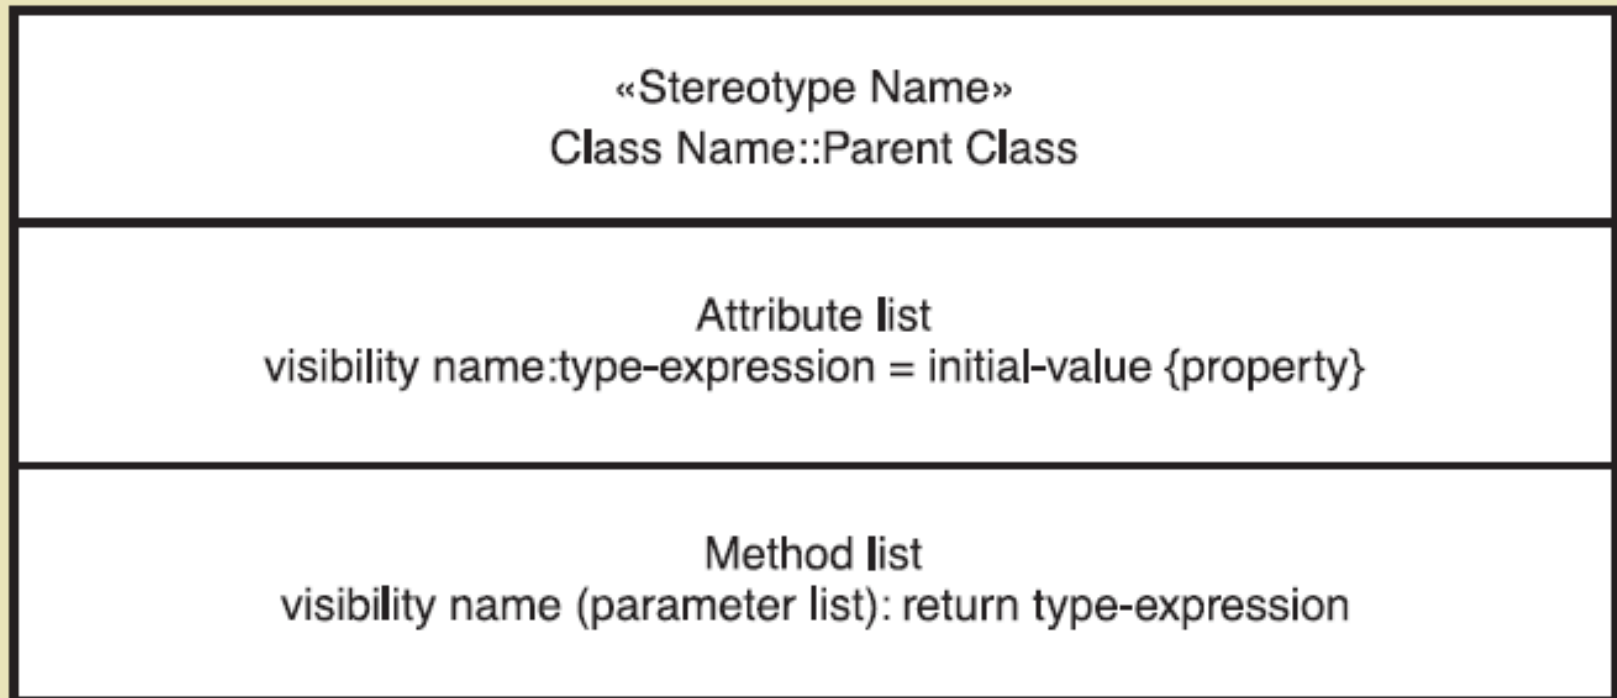 «Stereotype Name»
Class Name::Parent Class
Attribute list
visibility name:type-expression = initial-value {property}
Method list
visibility name (parameter list): return type-expression